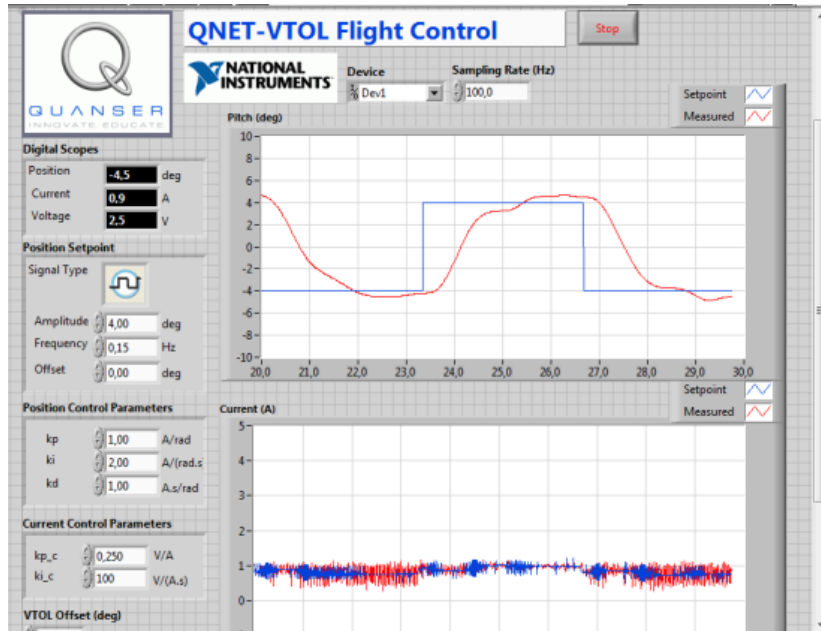 QNET-VTOL Flight Control
Stop
QUANSER
INNOVATE. EDUCATE.
NATIONAL
INSTRUMENTS
Device
Dev1
Sampling Rate (Hz)
100,0
Digital Scopes
Position -4,5 deg
Current 0,9 A
Voltage 2,5 V
Position Setpoint
Signal Type
Amplitude 4,00 deg
Frequency 0,15 Hz
Offset 0,00 deg
Position Control Parameters
kp 1,00 A/rad
ki 2,00 A/(rad.s
kd 1,00 A.s/rad
Current Control Parameters
kp_c 0,250 V/A
ki_c 100 V/(A.s)
VTOL Offset (deg)
Pitch (deg)
Setpoint
Measured
10
8
6
4
2
0
-2
-4
-6
-8
-10
20,0 21,0 22,0 23,0 24,0 25,0 26,0 27,0 28,0 29,0 30,0
Current (A)
Setpoint
Measured
5
4
3
2
1
0